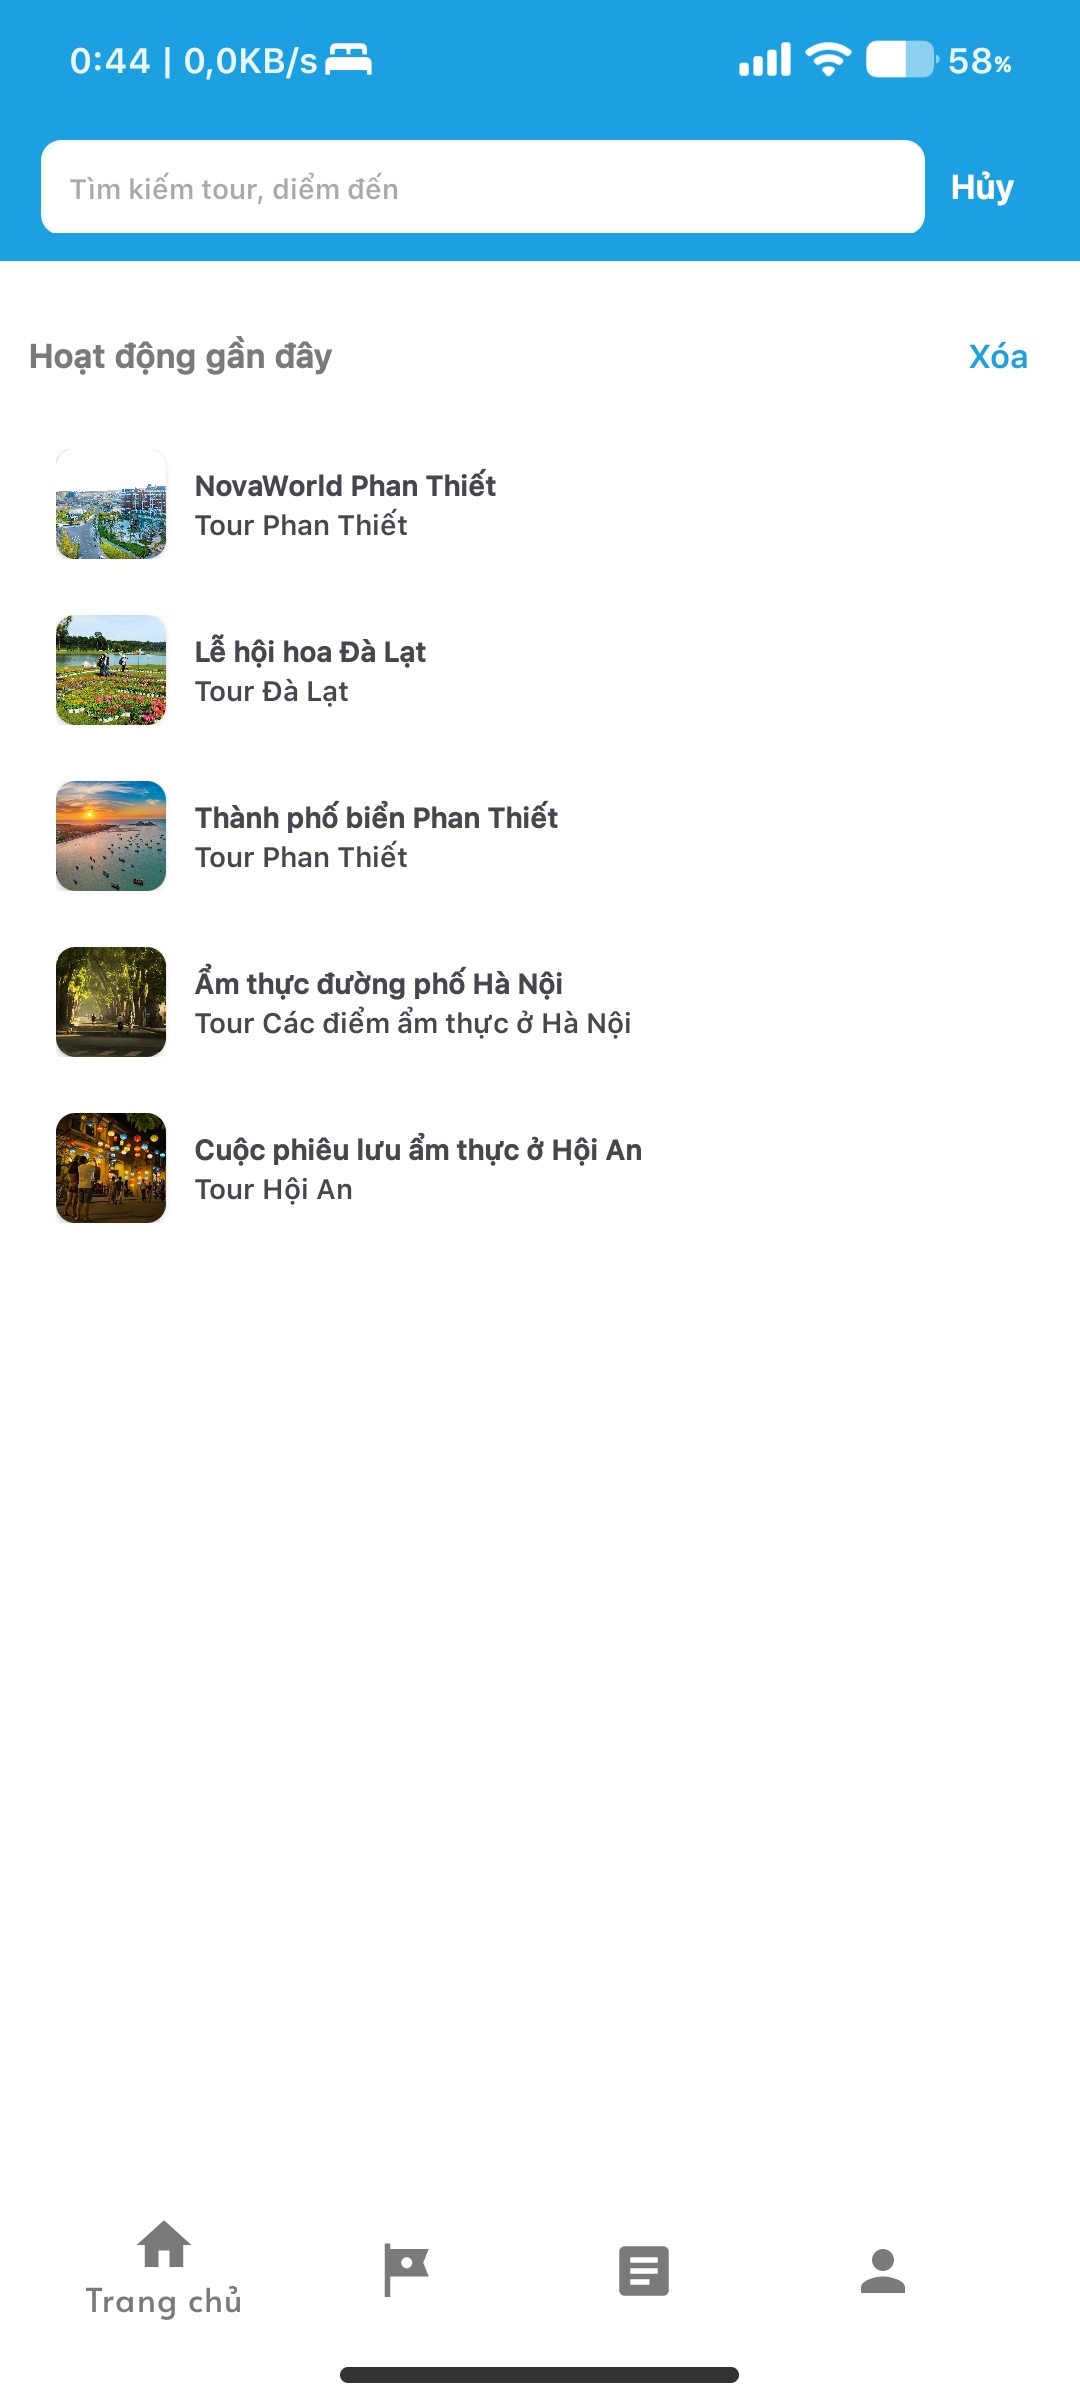 0:44 | 0,0KB/s 58%
Tìm kiếm tour, diểm đến
Hủy
Hoạt động gần đây
Xóa
NovaWorld Phan Thiết
Tour Phan Thiết
Lễ hội hoa Đà Lạt
Tour Đà Lạt
Thành phố biển Phan Thiết
Tour Phan Thiết
Ẩm thực đường phố Hà Nội
Tour Các điểm ẩm thực ở Hà Nội
Cuộc phiêu lưu ẩm thực ở Hội An
Tour Hội An
Trang chủ